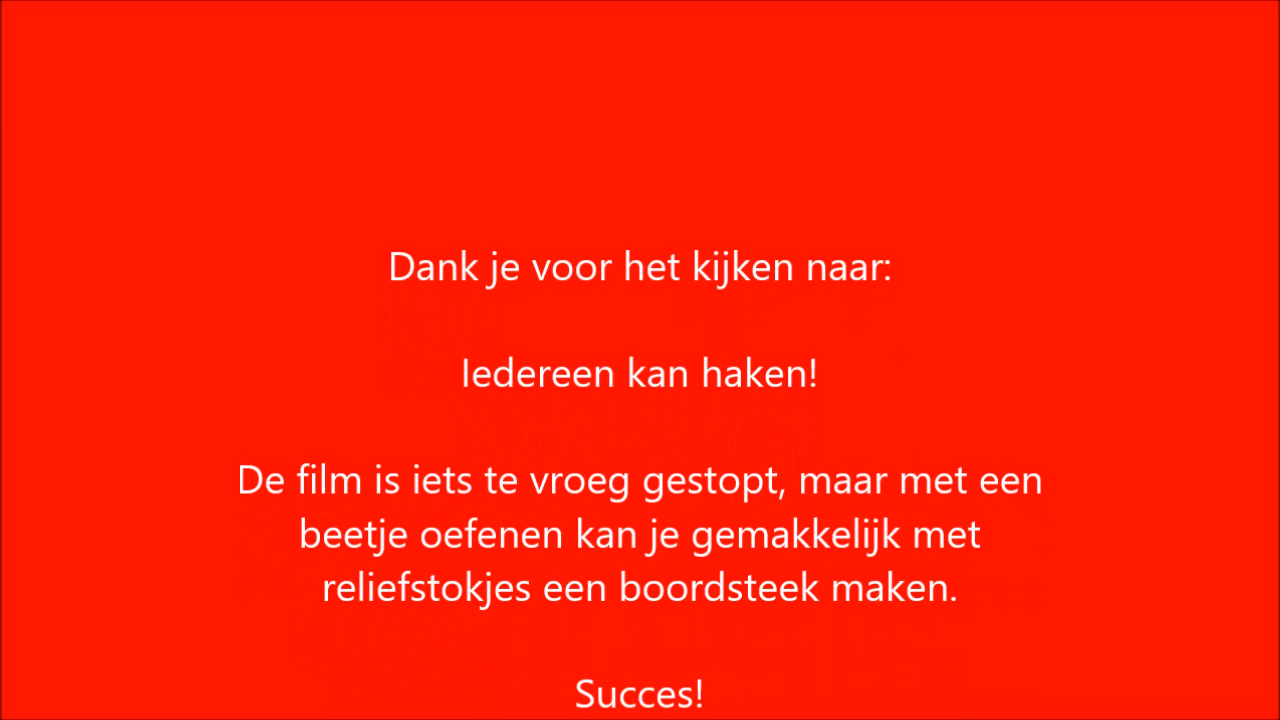 Dank je voor het kijken naar:
Iedereen kan haken!
De film is iets te vroeg gestopt, maar met een
beetje oefenen kan je gemakkelijk met
reliefstokjes een boordsteek maken.
Succes!